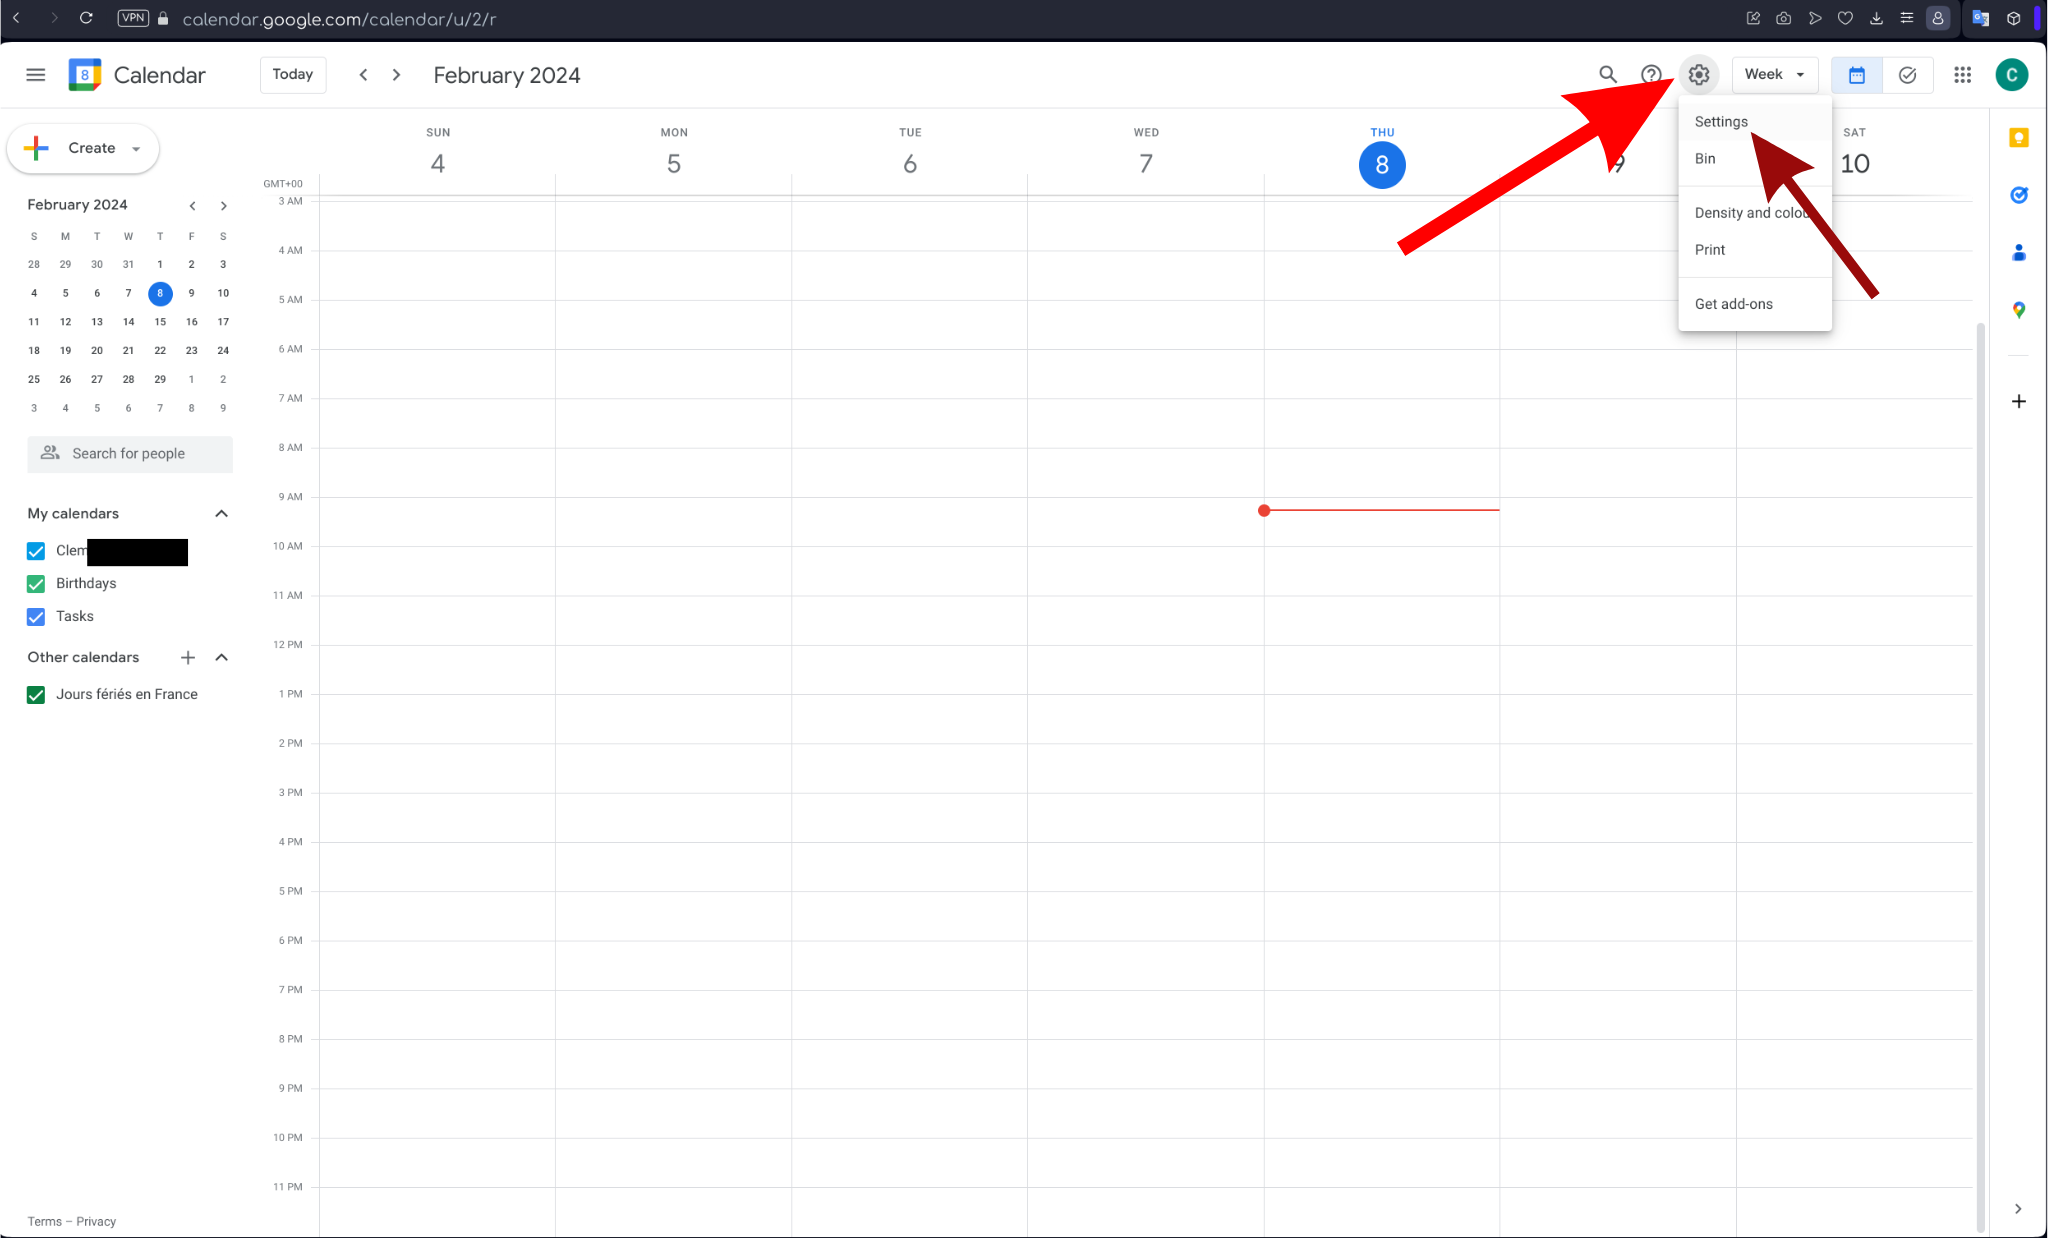 VPN calendar.google.com/calendar/u/2/r
8 Calendar Today February 2024 Week C
Settings
Bin
Density and colou
Print
Get add-ons
Create
SUN MON TUE WED THU SAT
4 5 6 7 8 9 10
GMT+00
February 2024
S M T W T F S
28 29 30 31 1 2 3
4 5 6 7 8 9 10
11 12 13 14 15 16 17
18 19 20 21 22 23 24
25 26 27 28 29 1 2
3 4 5 6 7 8 9
Search for people
My calendars
Clem
Birthdays
Tasks
Other calendars
Jours fériés en France
3 AM
4 AM
5 AM
6 AM
7 AM
8 AM
9 AM
10 AM
11 AM
12 PM
1 PM
2 PM
3 PM
4 PM
5 PM
6 PM
7 PM
8 PM
9 PM
10 PM
11 PM
Terms – Privacy